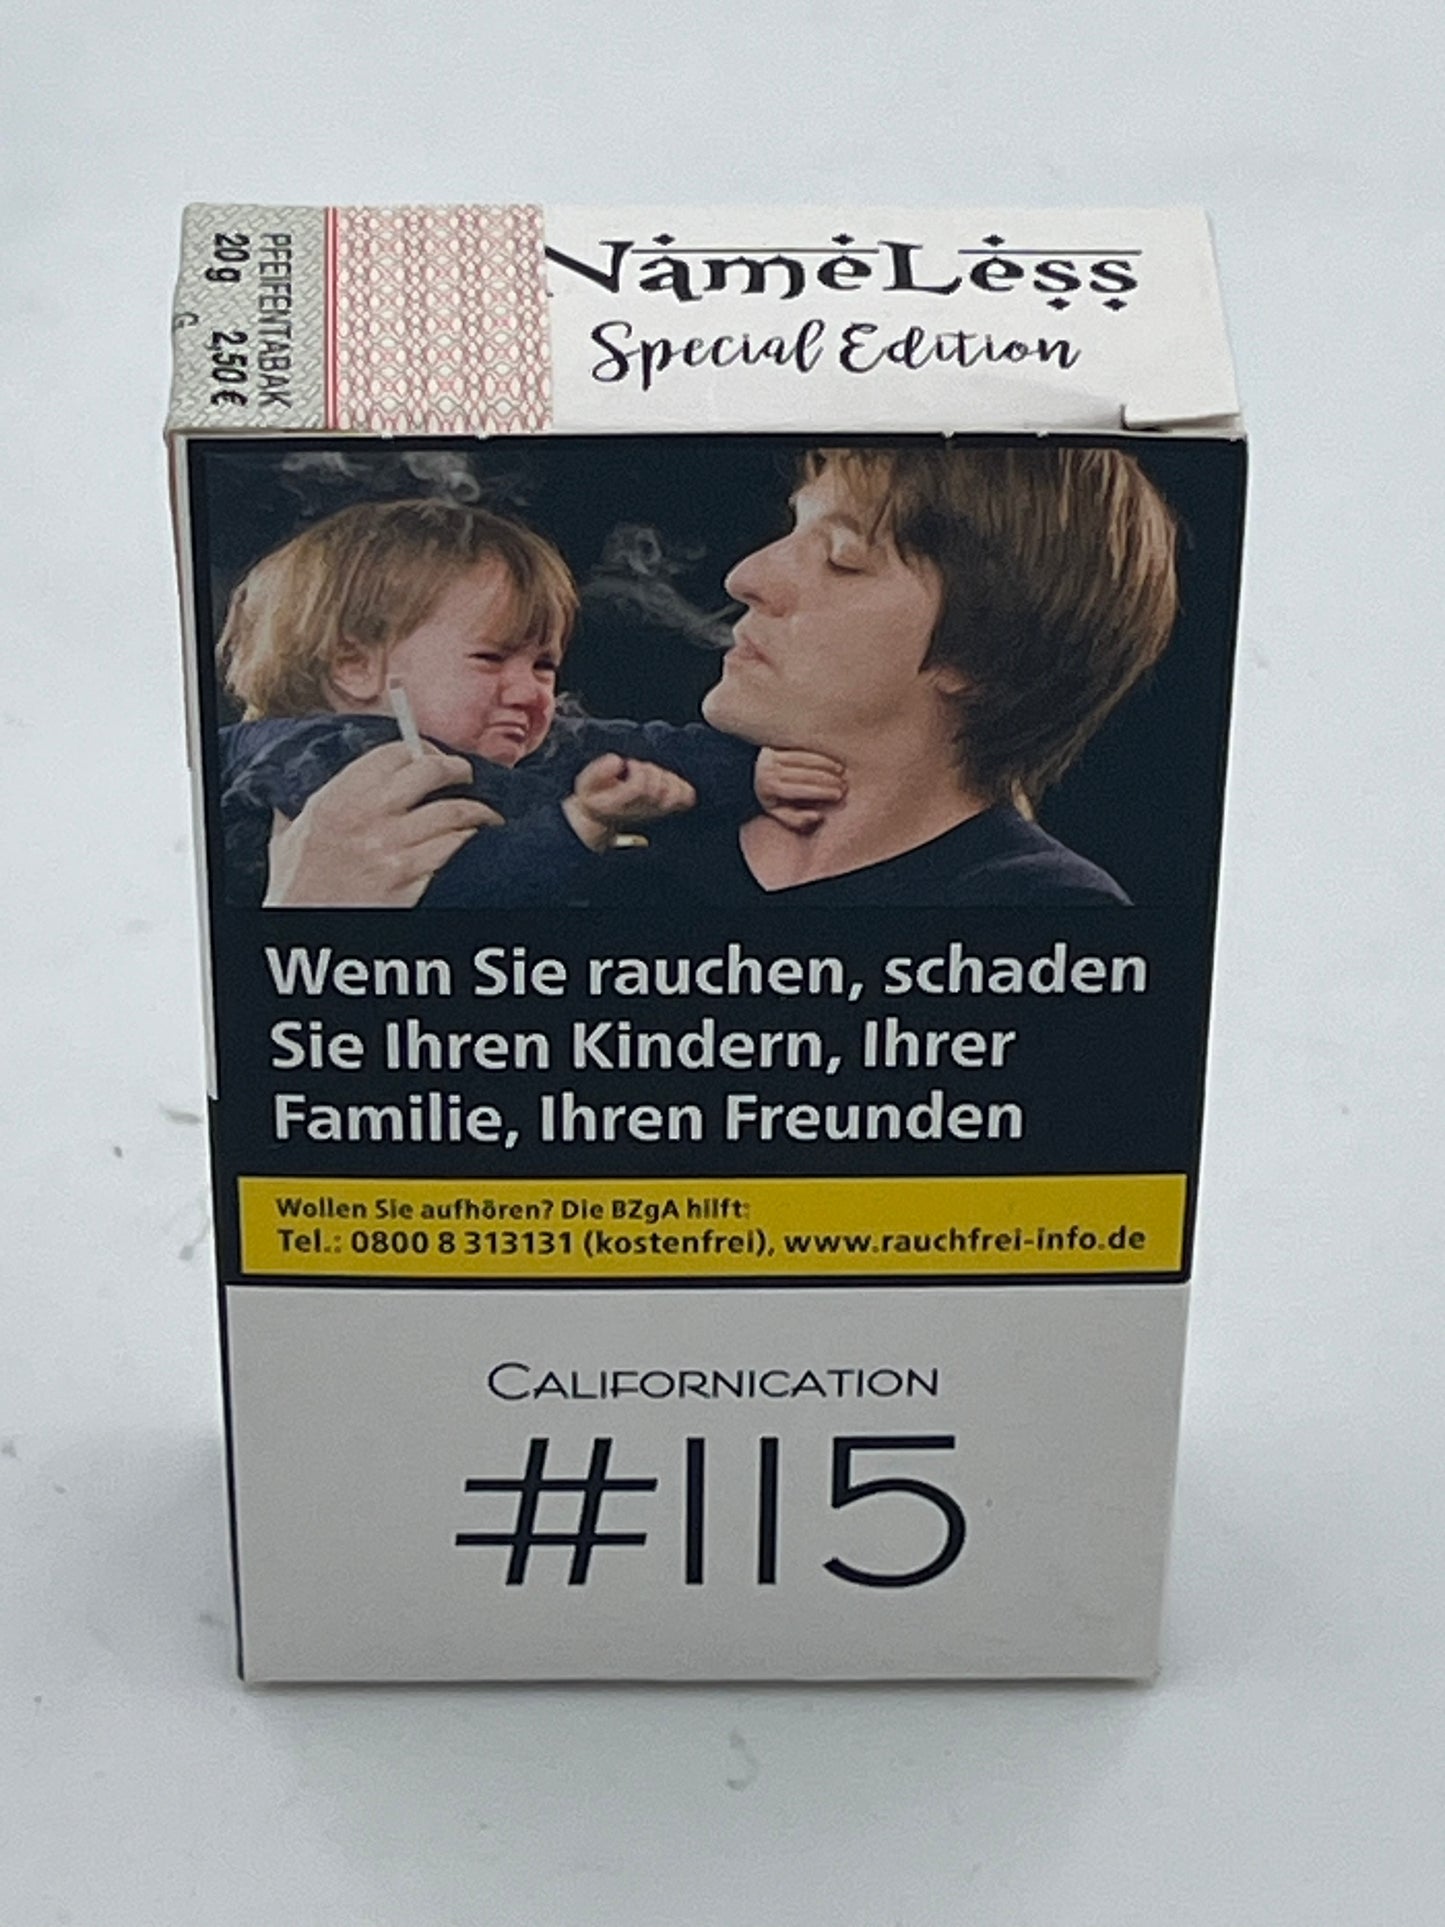 PFEIFENTABAK
20 g 2,50 €
G
NameLess
Special Edition
Wenn Sie rauchen, schaden
Sie Ihren Kindern, Ihrer
Familie, Ihren Freunden
Wollen Sie aufhören? Die BZgA hilft:
Tel.: 0800 8 313131 (kostenfrei), www.rauchfrei-info.de
CALIFORNICATION
#115